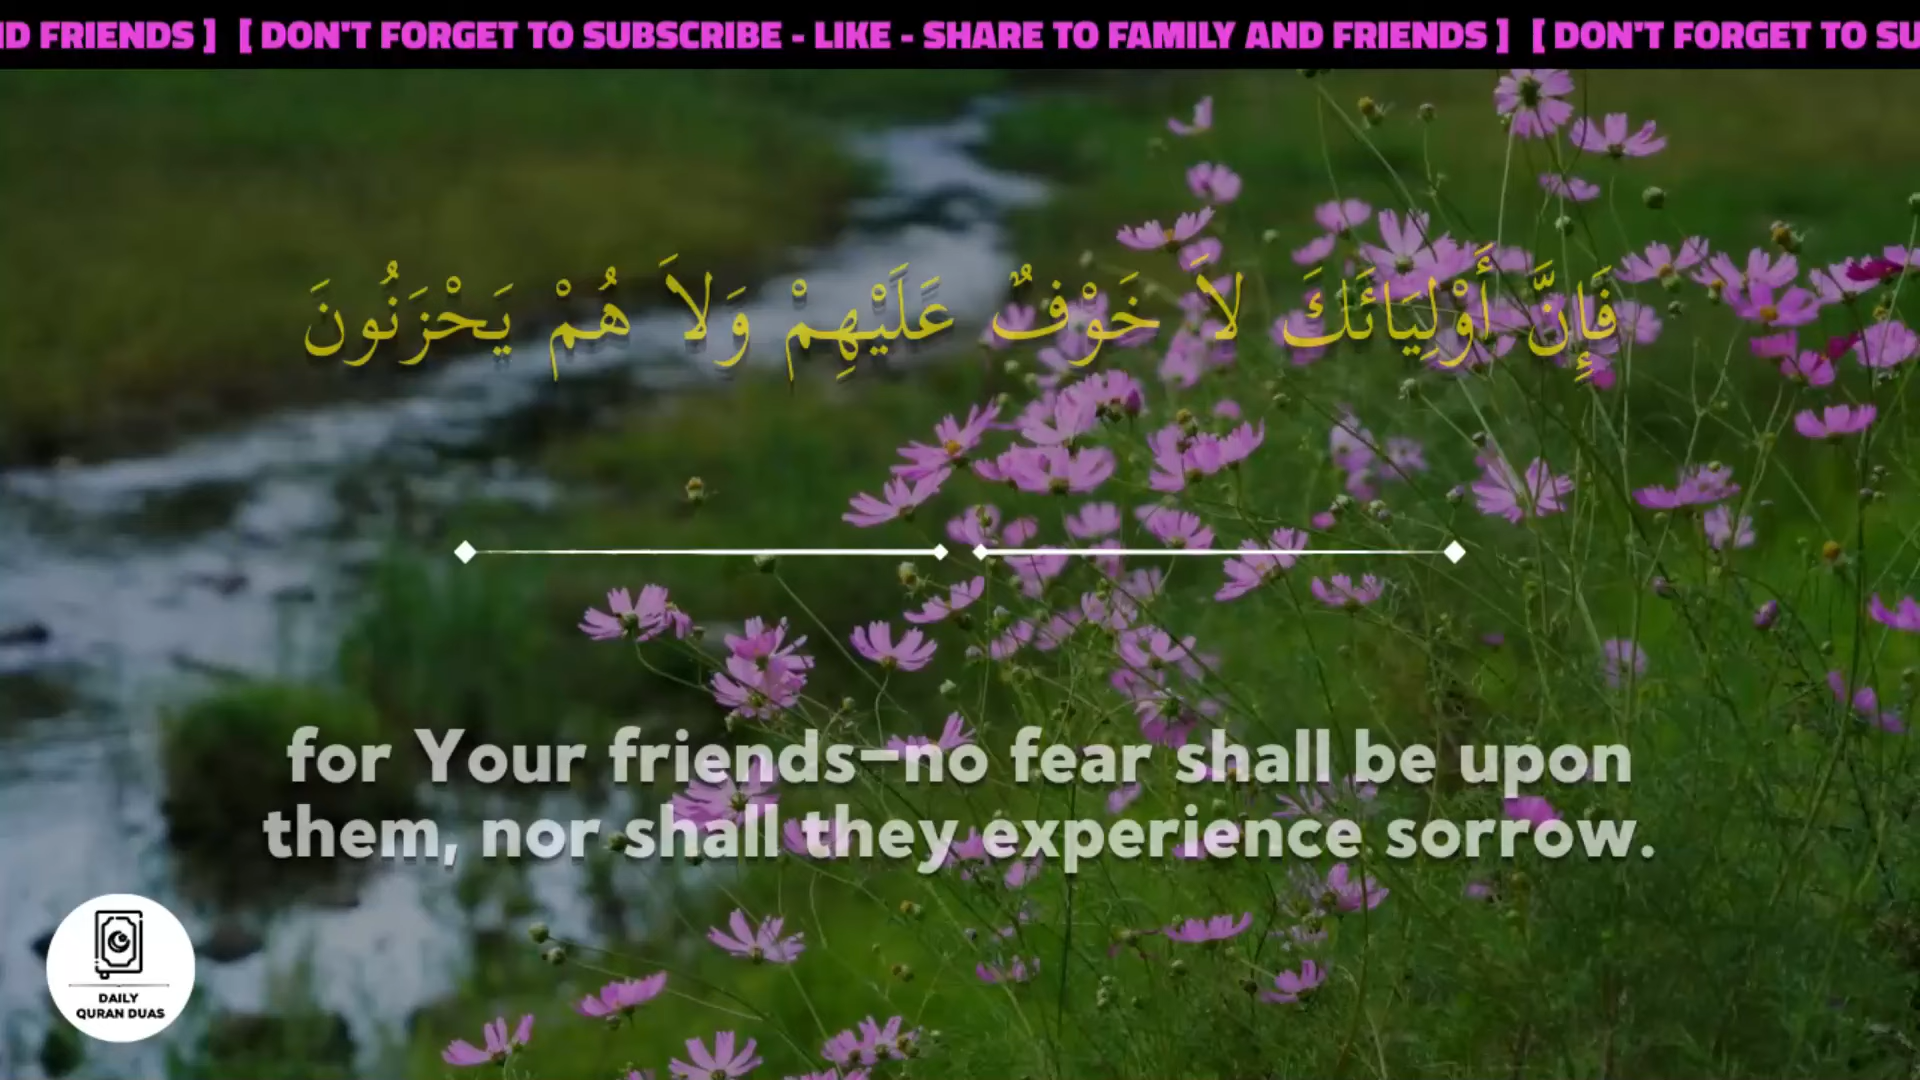 ND FRIENDS ] [ DON'T FORGET TO SUBSCRIBE - LIKE - SHARE TO FAMILY AND FRIENDS ] [ DON'T FORGET TO SU
فَإِنَّ أَوْلِيَائَكَ لاَ خَوْفٌ عَلَيْهِمْ وَلاَ هُمْ يَحْزَنُونَ
for Your friends–no fear shall be upon
them, nor shall they experience sorrow.
DAILY
QURAN DUAS